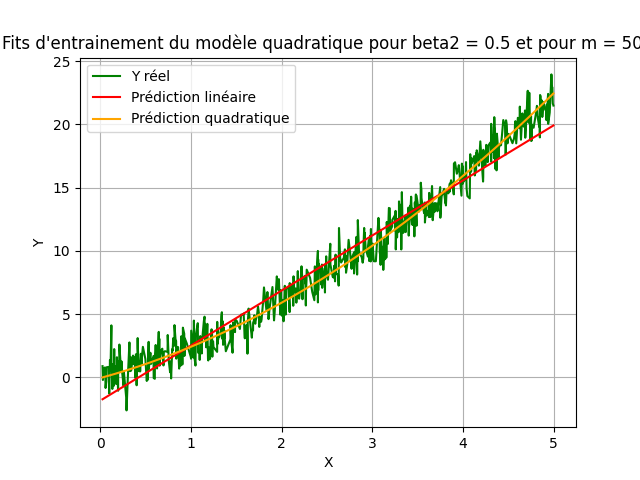 Fits d'entrainement du modèle quadratique pour beta2 = 0.5 et pour m = 50
Y réel
Prédiction linéaire
Prédiction quadratique
25
20
15
10
5
0
Y
0 1 2 3 4 5
X